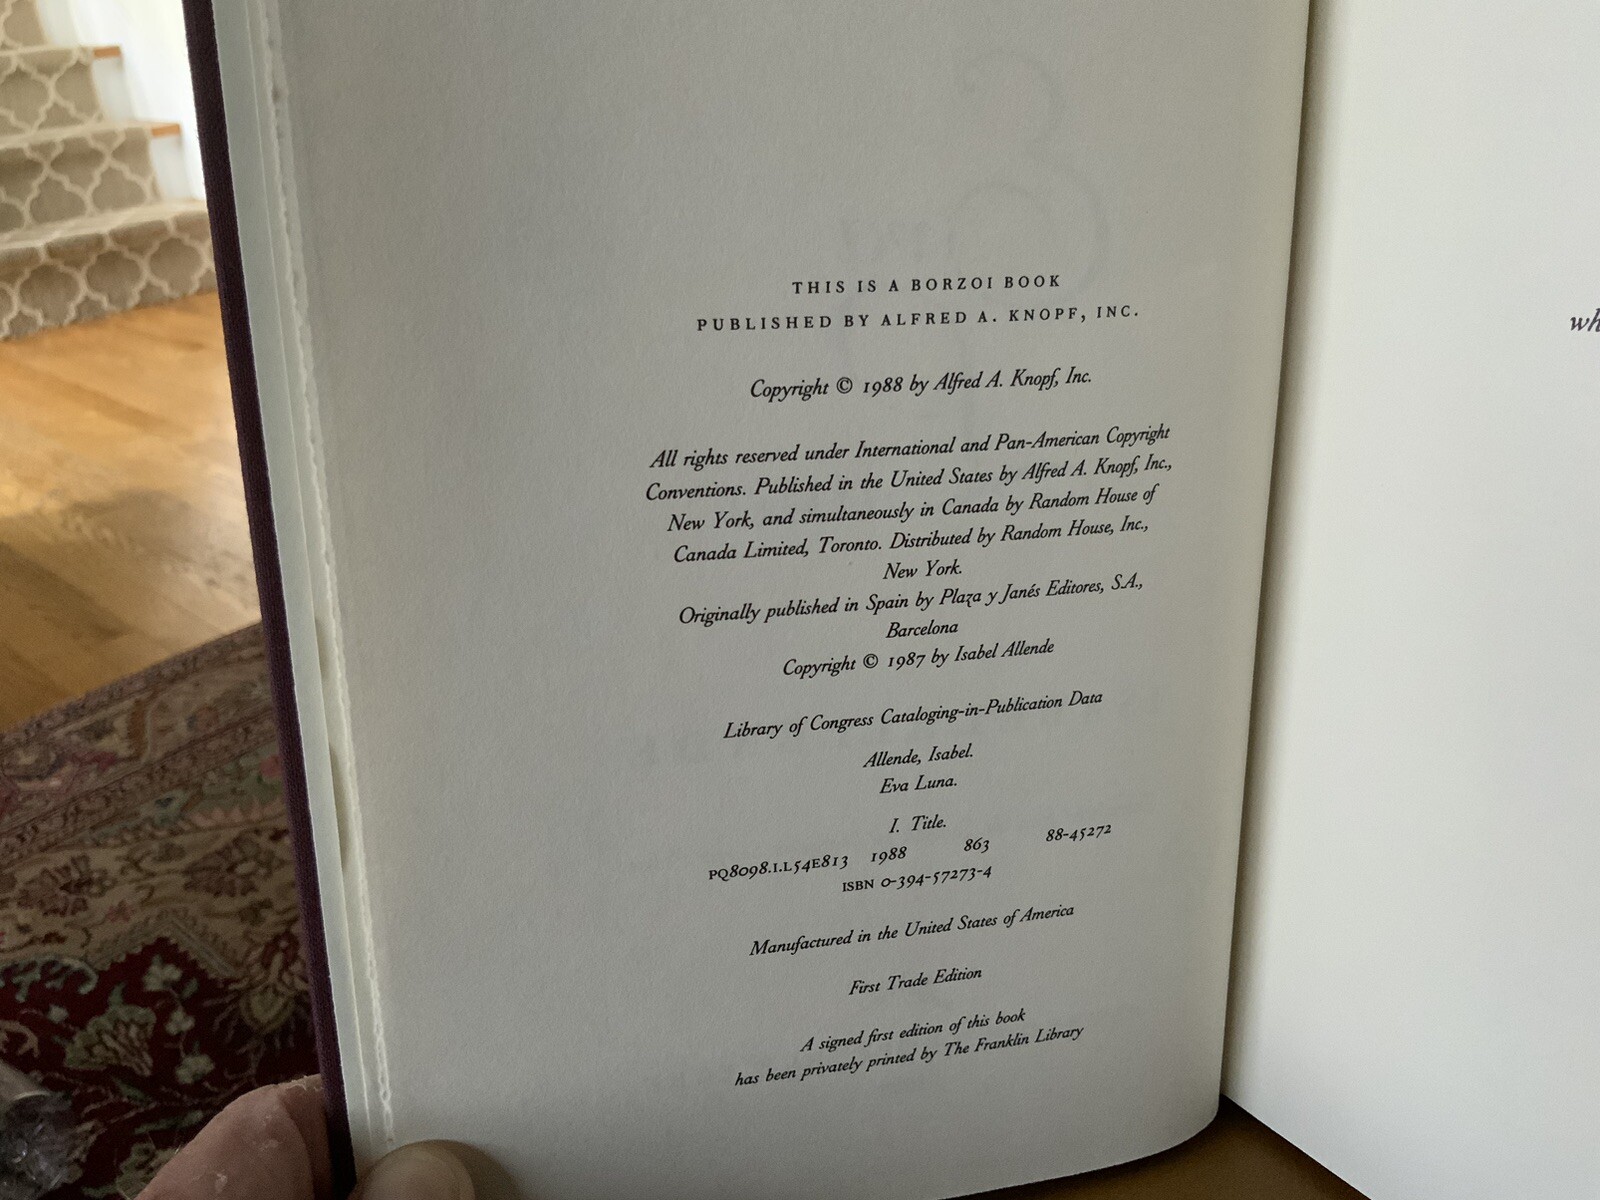 THIS IS A BORZOI BOOK
PUBLISHED BY ALFRED A. KNOPF, INC.
Copyright © 1988 by Alfred A. Knopf, Inc.
All rights reserved under International and Pan-American Copyright
Conventions. Published in the United States by Alfred A. Knopf, Inc.,
New York, and simultaneously in Canada by Random House of
Canada Limited, Toronto. Distributed by Random House, Inc.,
New York.
Originally published in Spain by Plaza y Janés Editores, S.A.,
Barcelona
Copyright © 1987 by Isabel Allende
Library of Congress Cataloging-in-Publication Data
Allende, Isabel.
Eva Luna.
I. Title.
PQ8098.1.L54E813 1988 863 88-45272
ISBN 0-394-57273-4
Manufactured in the United States of America
First Trade Edition
A signed first edition of this book
has been privately printed by The Franklin Library